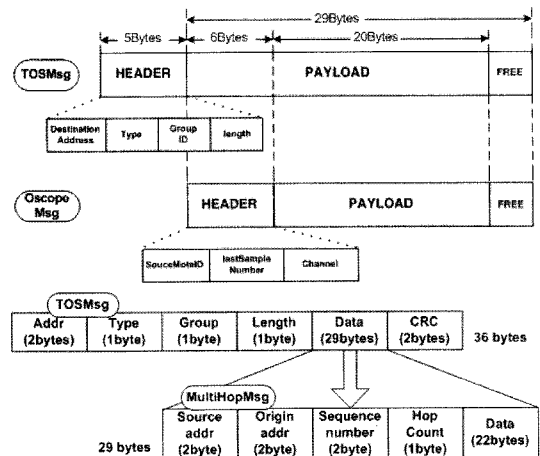 29Bytes
5Bytes 6Bytes 20Bytes
TOSMsg HEADER PAYLOAD FREE
Destination Address Type Group ID length
Oscope Msg HEADER PAYLOAD FREE
SouceMoteID lastSample Number Channel
TOSMsg
Addr (2bytes) Type (1byte) Group (1byte) Length (1byte) Data (29bytes) CRC (2bytes) 36 bytes
MultiHopMsg
29 bytes Source addr (2byte) Origin addr (2byte) Sequence number (2byte) Hop Count (1byte) Data (22bytes)